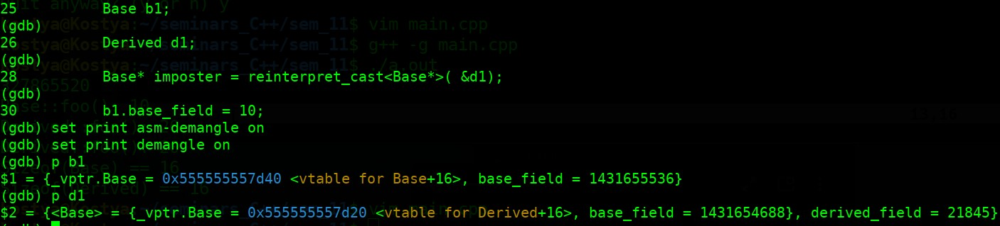 25          Base b1;
(gdb)
26          Derived d1;
(gdb)
28          Base* imposter = reinterpret_cast<Base*>( &d1);
(gdb)
30          b1.base_field = 10;
(gdb) set print asm-demangle on
(gdb) set print demangle on
(gdb) p b1
$1 = {_vptr.Base = 0x555555557d40 <vtable for Base+16>, base_field = 1431655536}
(gdb) p d1
$2 = {<Base> = {_vptr.Base = 0x555555557d20 <vtable for Derived+16>, base_field = 1431654688}, derived_field = 21845}